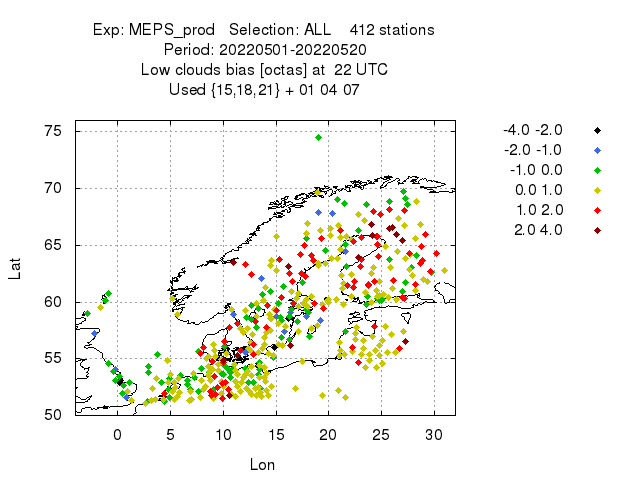 Exp: MEPS_prod   Selection: ALL    412 stations
Period: 20220501-20220520
Low clouds bias [octas] at  22 UTC
Used {15,18,21} + 01 04 07
-4.0 -2.0
-2.0 -1.0
-1.0 0.0
0.0 1.0
1.0 2.0
2.0 4.0
75
70
65
60
55
50
Lat
0 5 10 15 20 25 30
Lon